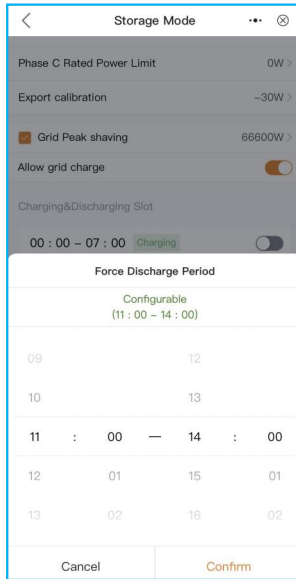 Storage Mode
Phase C Rated Power Limit 0W >
Export calibration -30W >
Grid Peak shaving 66600W >
Allow grid charge
Charging&Discharging Slot
00 : 00 – 07 : 00 Charging
Force Discharge Period
Configurable
(11 : 00 – 14 : 00)
09 12
10 13
11 : 00 — 14 : 00
12 01 15 01
13 02 16 02
Cancel Confirm